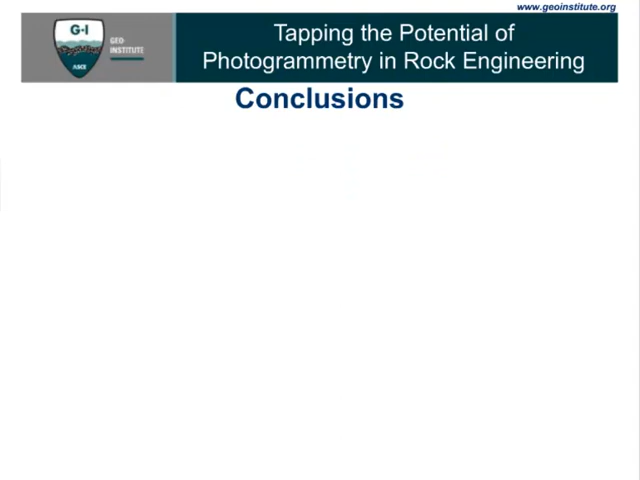 www.geoinstitute.org
G-I
GEO
INSTITUTE
ASCE
Tapping the Potential of
Photogrammetry in Rock Engineering
Conclusions